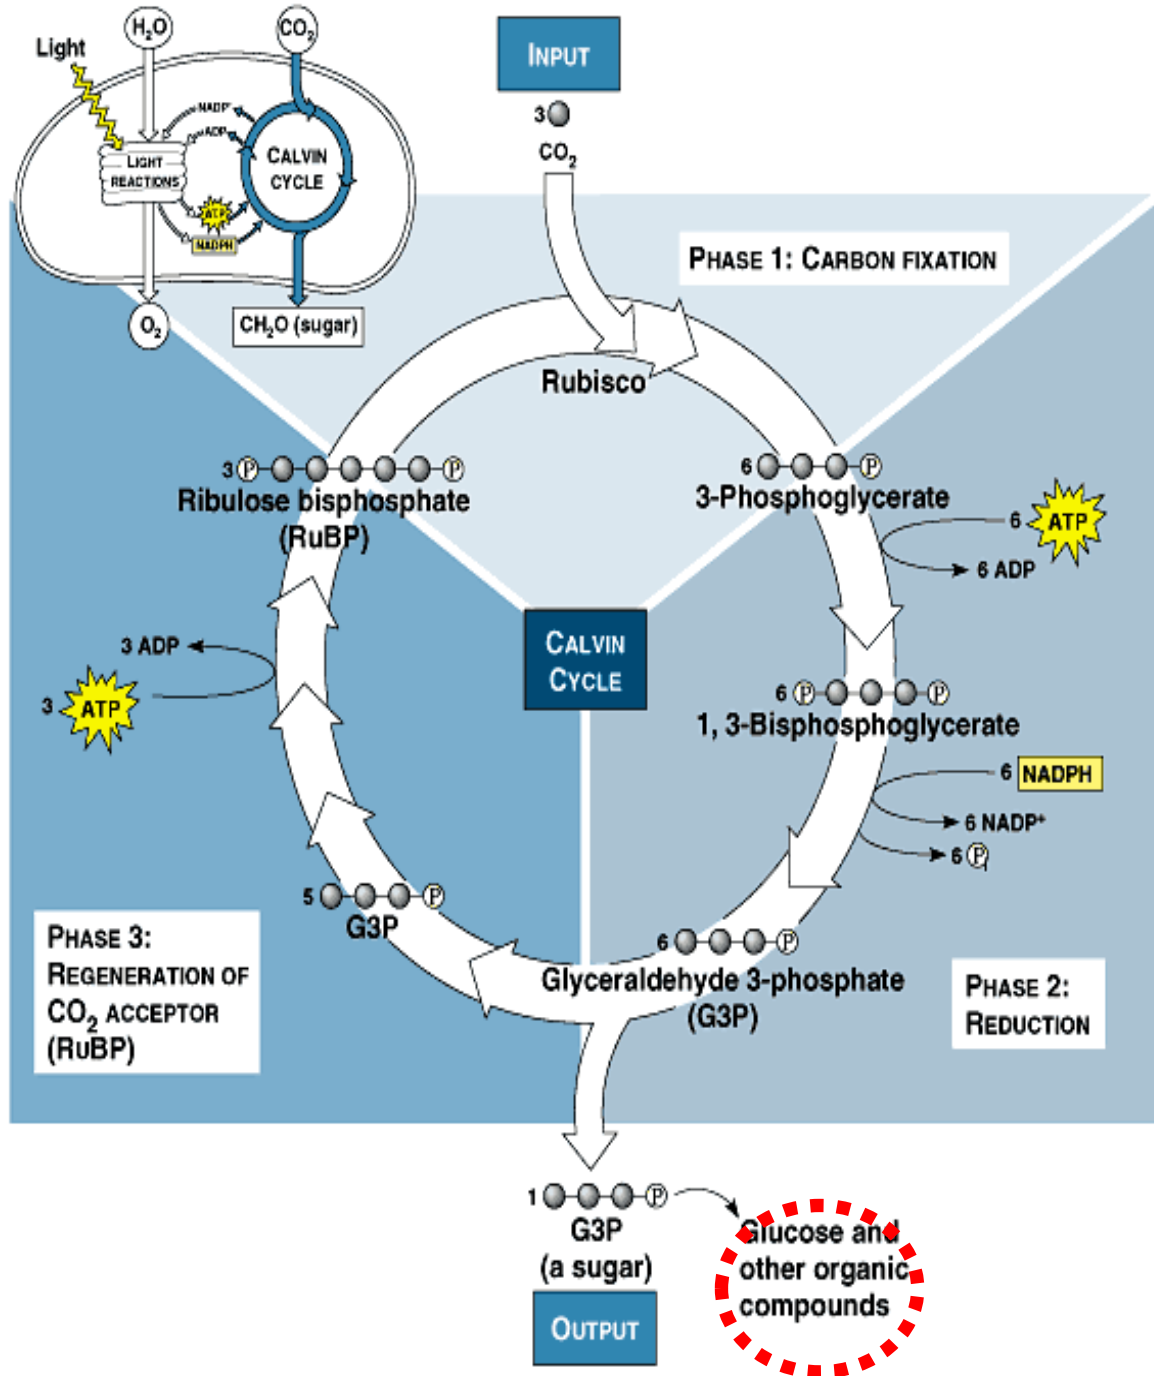 H2O
CO2
Light
NADP+
ADP
LIGHT
REACTIONS
CALVIN
CYCLE
ATP
NADPH
O2
CH2O (sugar)
INPUT
3
CO2
PHASE 1: CARBON FIXATION
Rubisco
3 P P
Ribulose bisphosphate
(RuBP)
6 P
3-Phosphoglycerate
6 ATP
6 ADP
CALVIN
CYCLE
3 ADP
3 ATP
6 P P
1, 3-Bisphosphoglycerate
6 NADPH
6 NADP+
6 Pi
5 P
G3P
6 P
Glyceraldehyde 3-phosphate
(G3P)
PHASE 3:
REGENERATION OF
CO2 ACCEPTOR
(RuBP)
PHASE 2:
REDUCTION
1 P
G3P
(a sugar)
Glucose and
other organic
compounds
OUTPUT